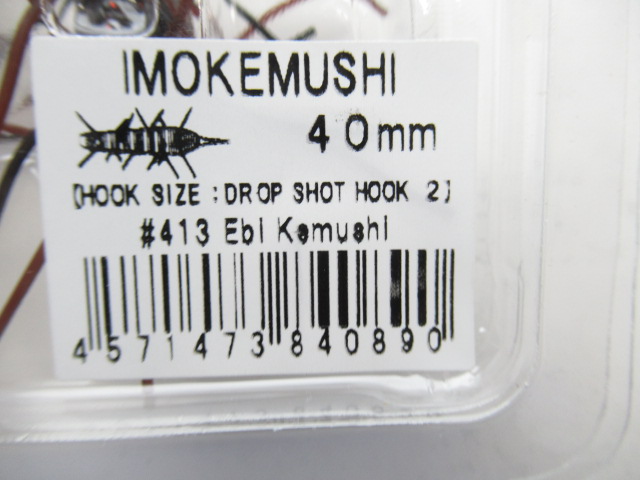 IMOKEMUSHI
40mm
[HOOK SIZE : DROP SHOT HOOK 2]
#413 Ebi Kemushi
4571473840890